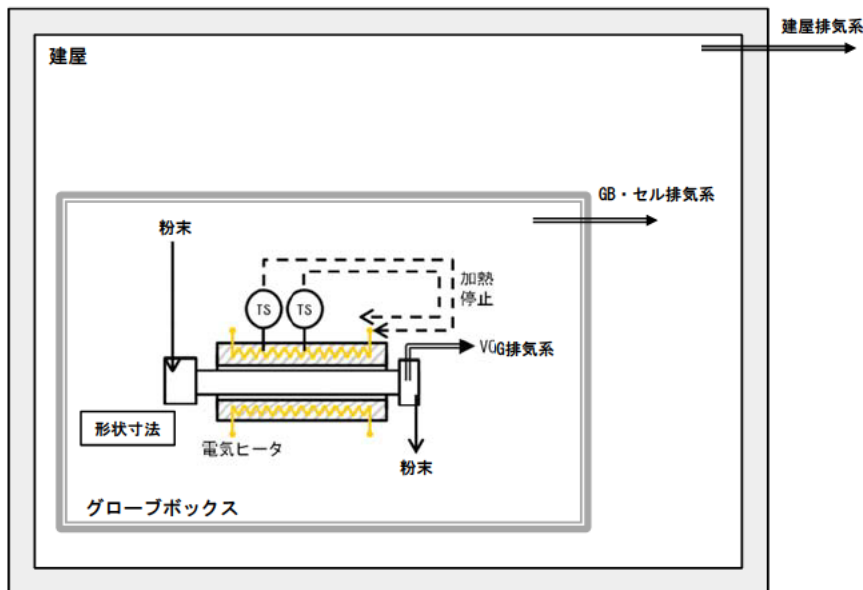 建屋排気系
建屋
GB・セル排気系
粉末
加熱
停止
TS
TS
VOG排気系
形状寸法
電気ヒータ
粉末
グローブボックス